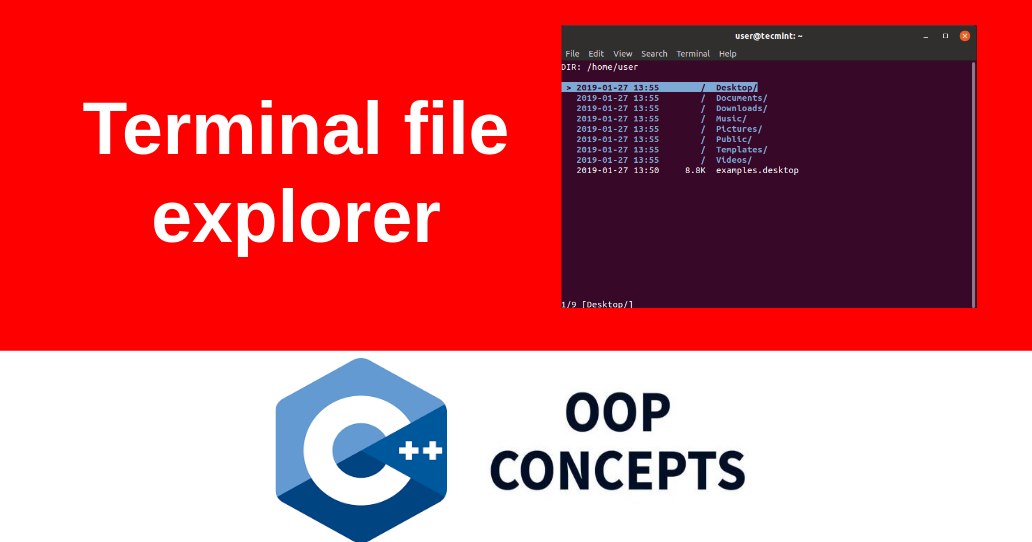 Terminal file
explorer
user@tecmint: ~
File Edit View Search Terminal Help
DIR: /home/user
> 2019-01-27 13:55 / Desktop/
2019-01-27 13:55 / Documents/
2019-01-27 13:55 / Downloads/
2019-01-27 13:55 / Music/
2019-01-27 13:55 / Pictures/
2019-01-27 13:55 / Public/
2019-01-27 13:55 / Templates/
2019-01-27 13:55 / Videos/
2019-01-27 13:50 8.8K examples.desktop
1/9 [Desktop/]
C++
OOP
CONCEPTS